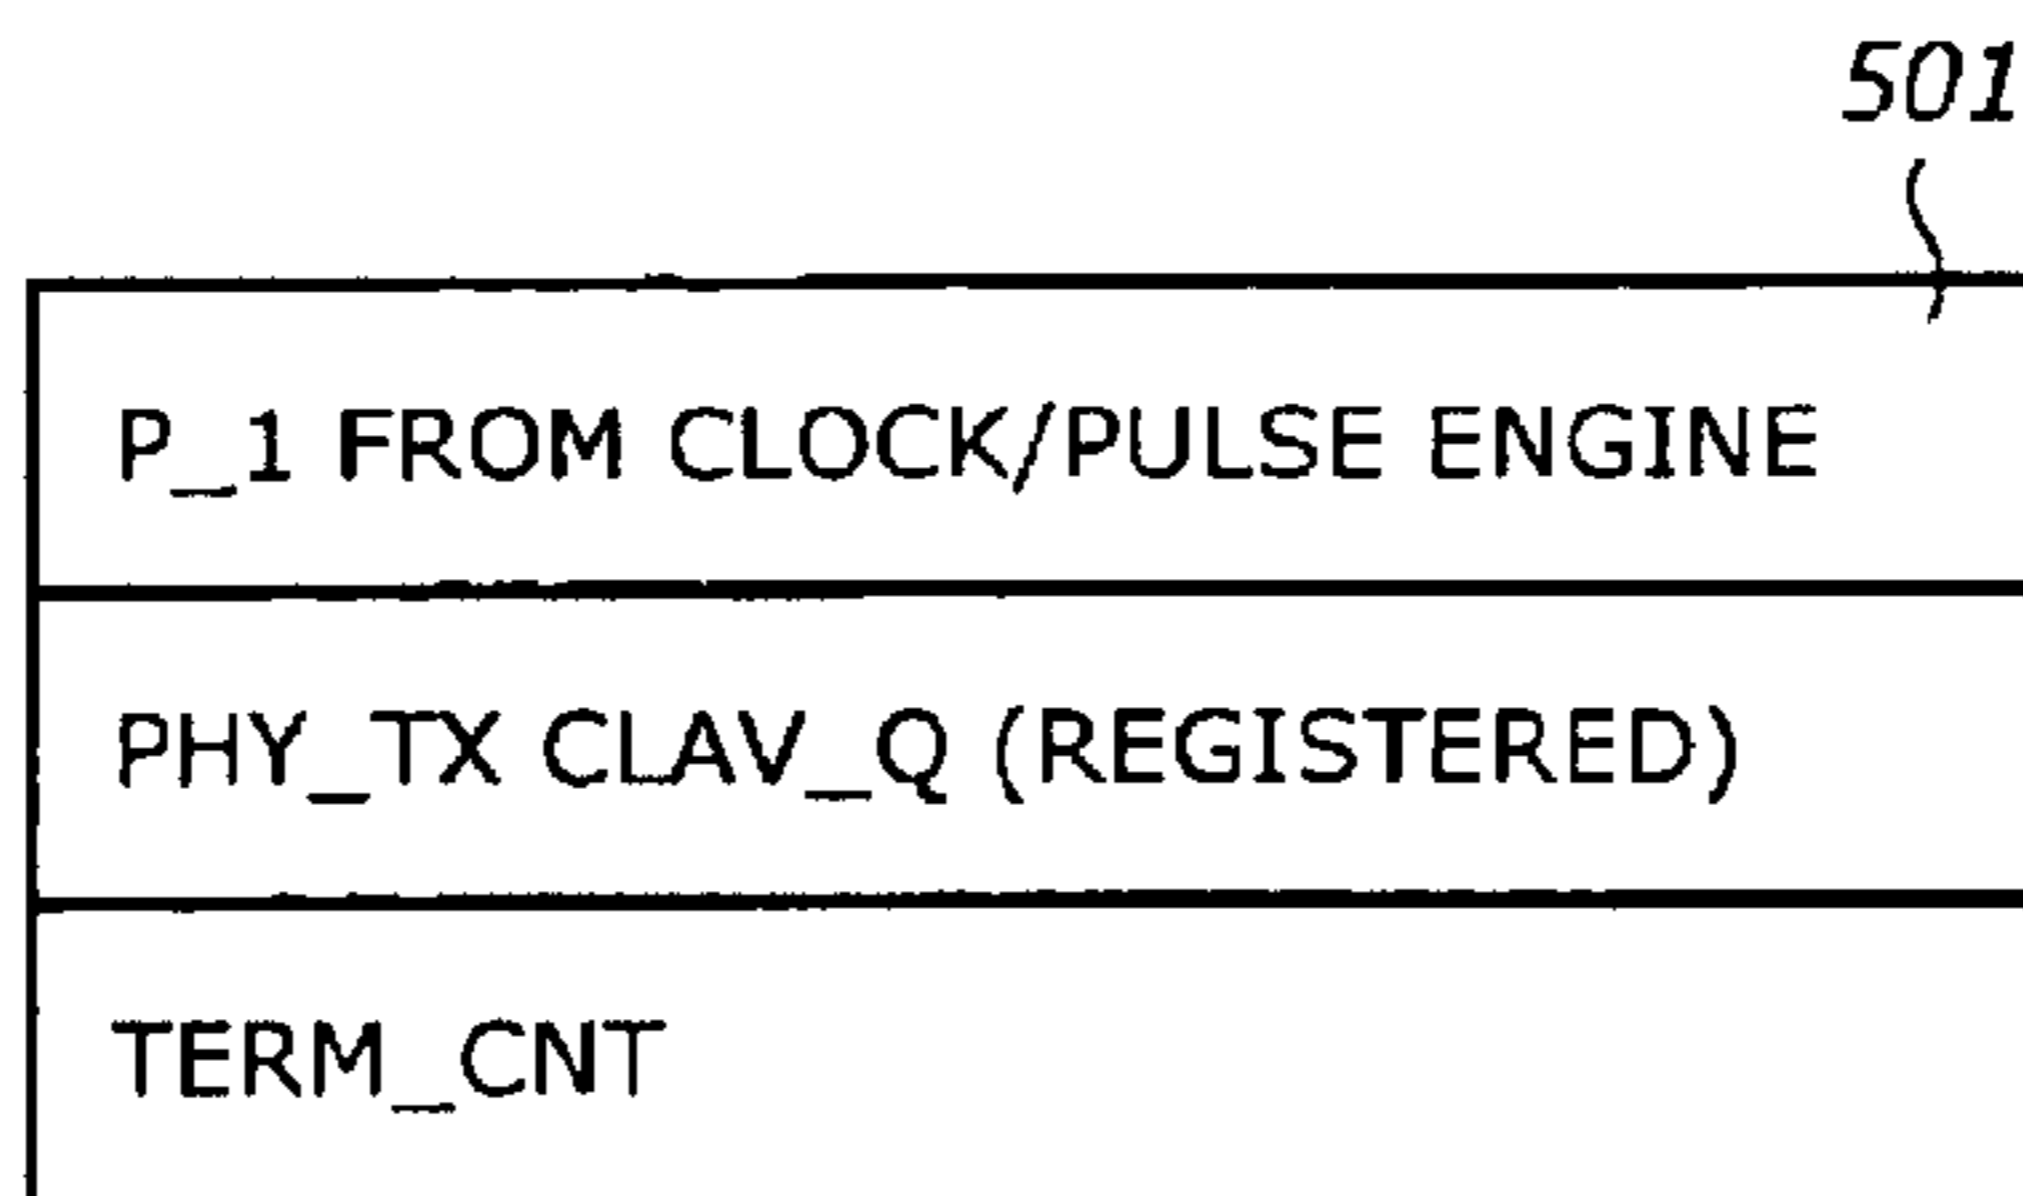 501
P_1 FROM CLOCK/PULSE ENGINE
PHY_TX CLAV_Q (REGISTERED)
TERM_CNT